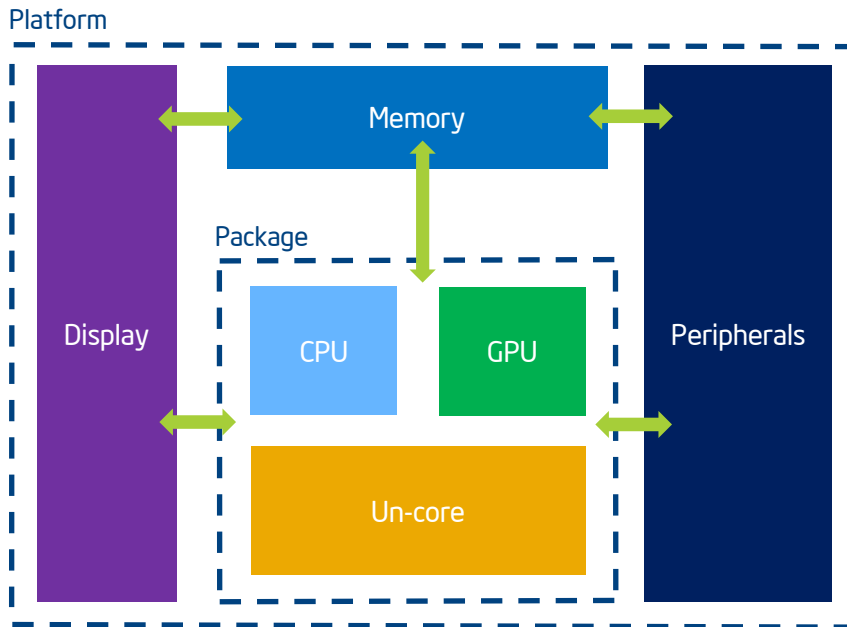 Platform
Memory
Package
Display
CPU
GPU
Peripherals
Un-core